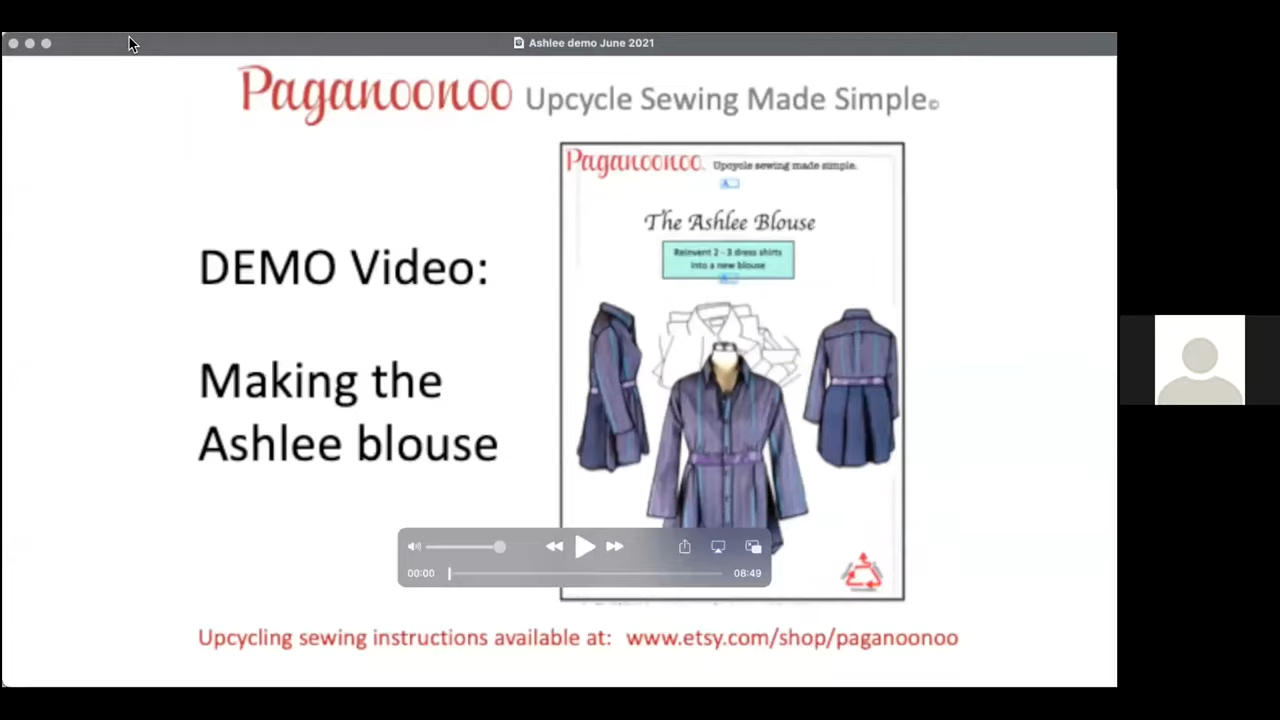 Ashlee demo June 2021
Paganoonoo Upcycle Sewing Made Simple©
Paganoonoo. Upcycle sewing made simple.
The Ashlee Blouse
Reinvent 2 - 3 dress shirts
into a new blouse
DEMO Video:
Making the
Ashlee blouse
00:00
08:49
Upcycling sewing instructions available at: www.etsy.com/shop/paganoonoo